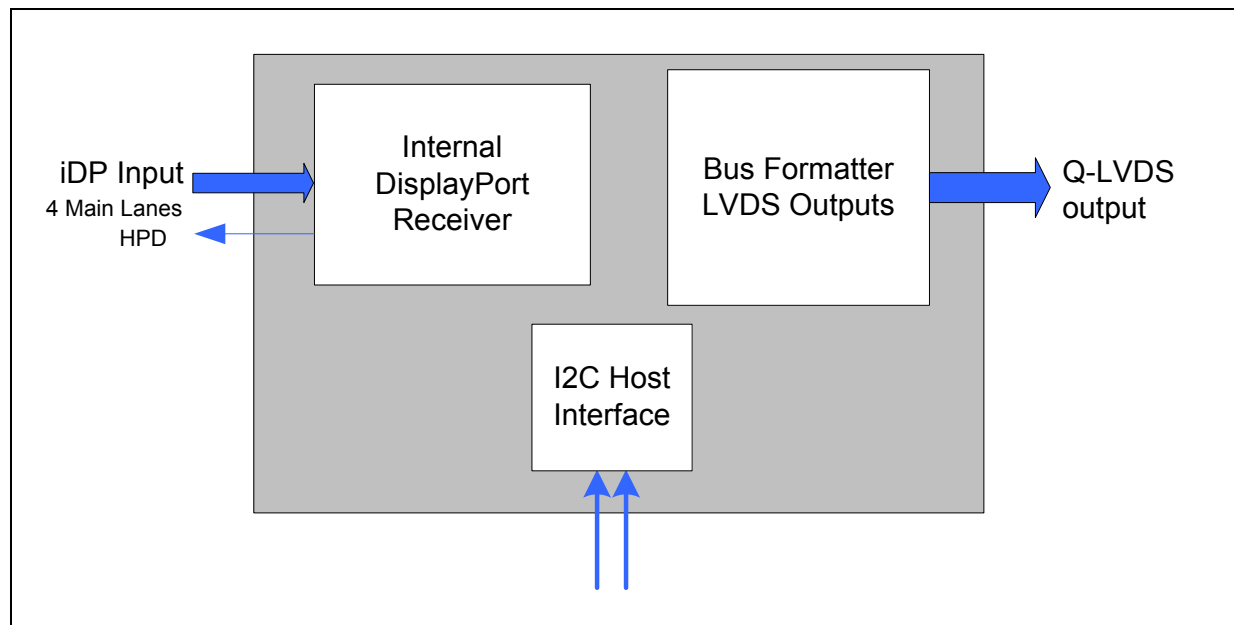 iDP Input
4 Main Lanes
HPD
Internal
DisplayPort
Receiver
Bus Formatter
LVDS Outputs
Q-LVDS
output
I2C Host
Interface